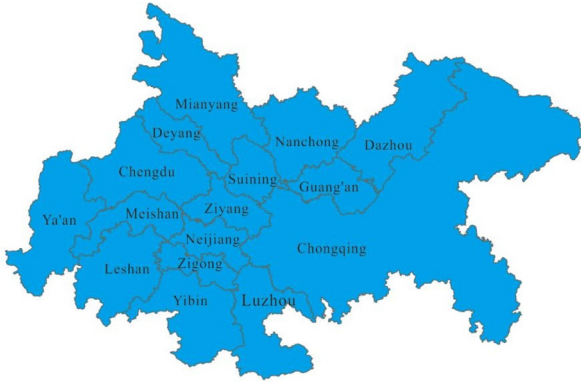 Mianyang
Deyang
Nanchong
Dazhou
Chengdu
Suining
Guang'an
Ya'an
Meishan
Ziyang
Neijiang
Chongqing
Leshan
Zigong
Yibin
Luzhou